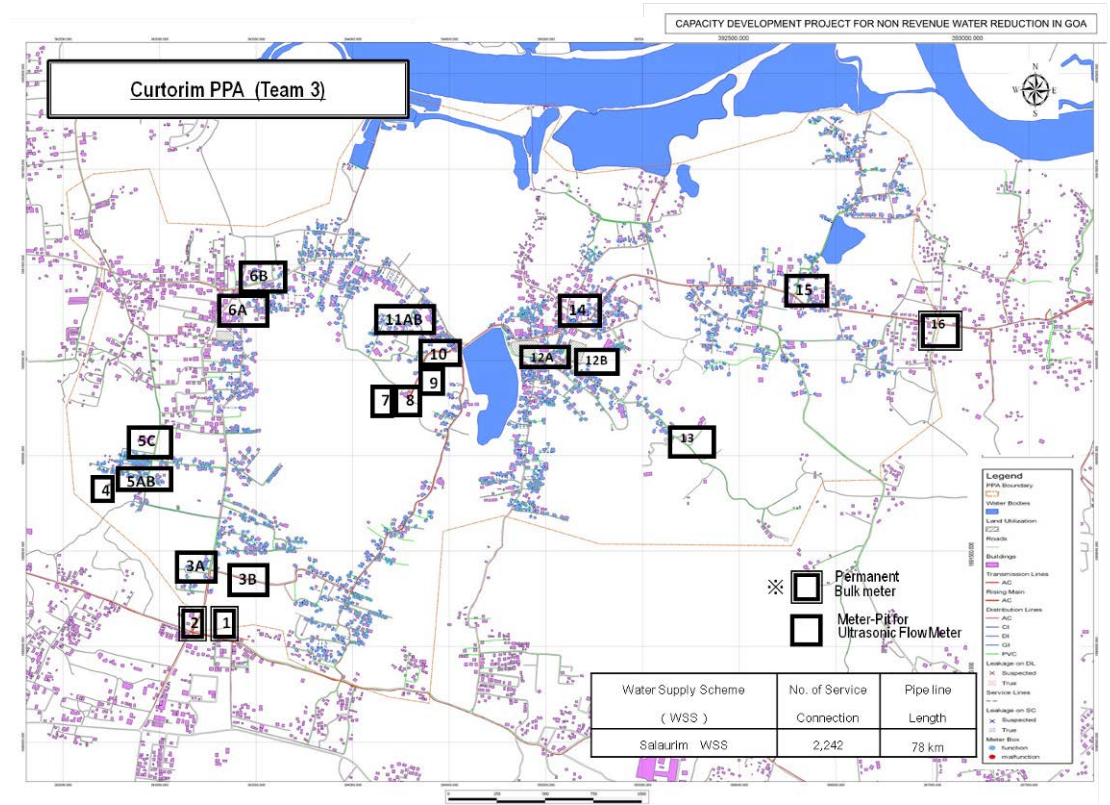 CAPACITY DEVELOPMENT PROJECT FOR NON REVENUE WATER REDUCTION IN GOA
Curtorim PPA (Team 3)
N
W E
S
6B
6A
11AB
14
15
16
10
12A
12B
9
7
8
5C
13
5AB
4
3A
3B
2
1
※ Permanent
Bulk meter
Meter-Pit for
Ultrasonic Flow Meter
Water Supply Scheme
( WSS )
No. of Service
Connection
Pipe line
Length
Salaurim WSS
2,242
78 km
Legend
PPA Boundary
Water Bodies
Land Utilization
Roads
Buildings
Transmission Lines
AC
Rising Main
AC
Distribution Lines
AC
CI
DI
GI
PVC
Leakage on DL
Suspected
True
Service Lines
Leakage on SC
Suspected
True
Meter Box
function
malfunction